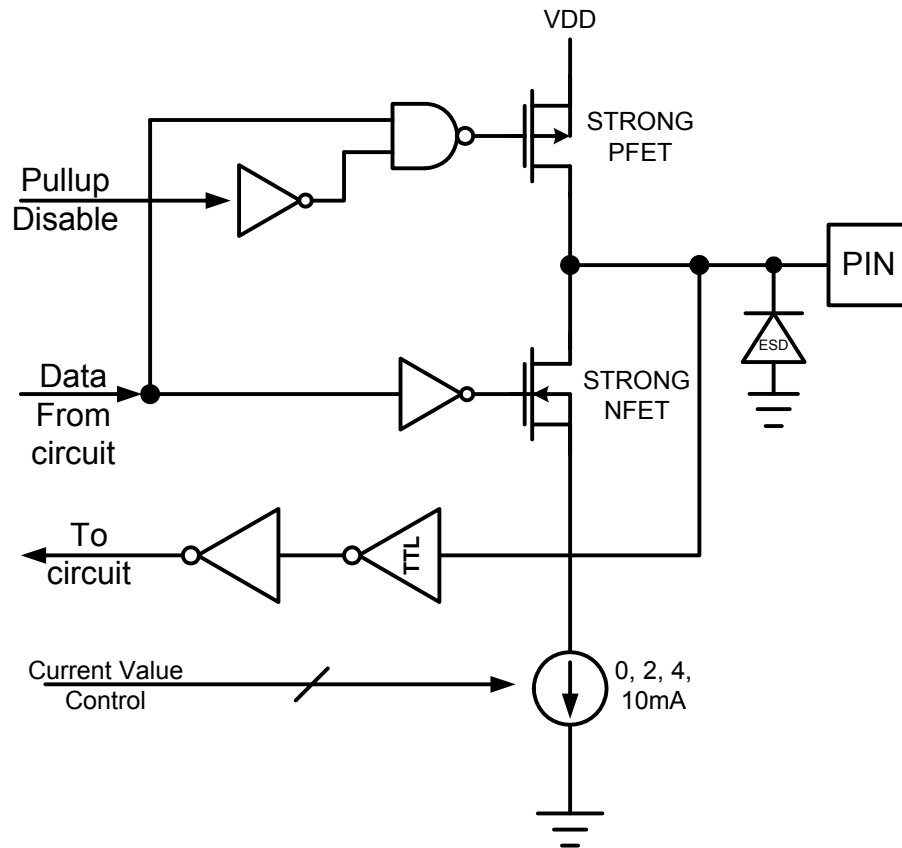 VDD
STRONG
PFET
Pullup
Disable
PIN
ESD
Data
From
circuit
STRONG
NFET
To
circuit
TTL
Current Value
Control
0, 2, 4,
10mA